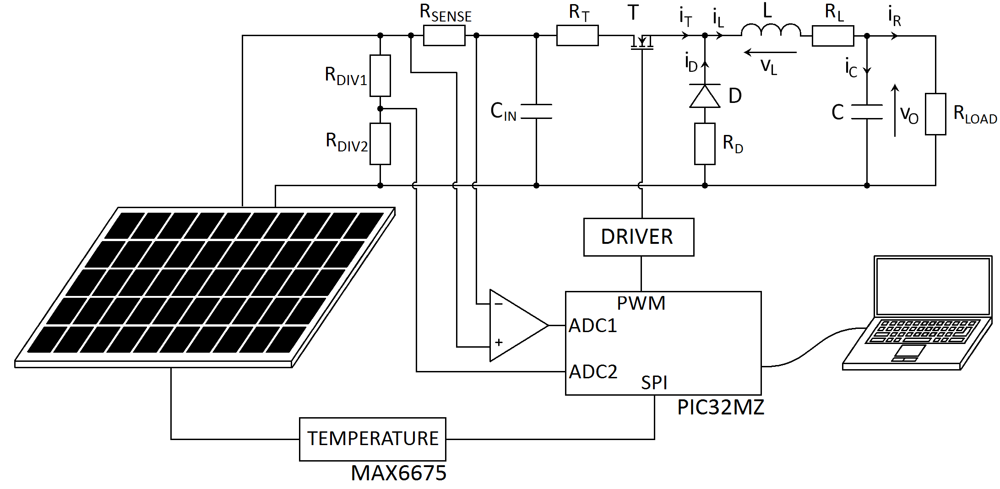 R_SENSE
R_T
T
i_T
i_L
L
R_L
i_R
R_DIV1
i_D
v_L
i_C
D
C_IN
C
v_O
R_LOAD
R_DIV2
R_D
DRIVER
PWM
−
ADC1
+
ADC2
SPI
PIC32MZ
TEMPERATURE
MAX6675